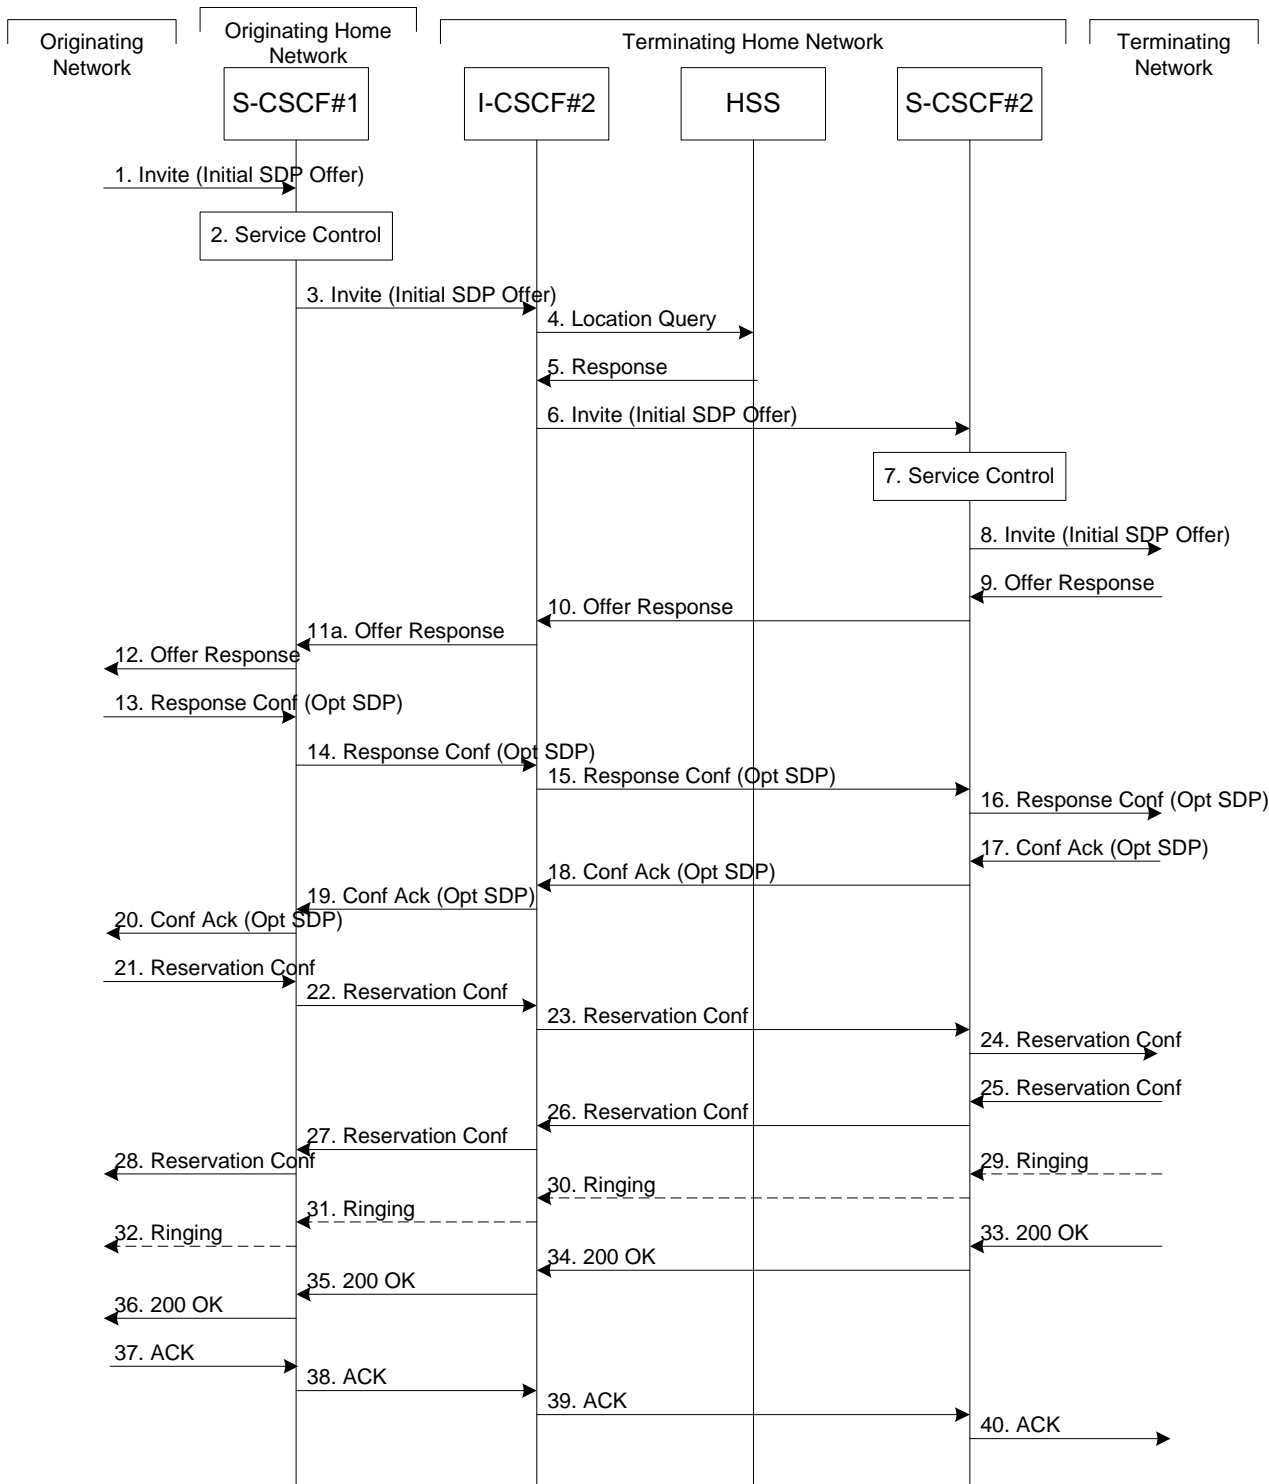 Originating
Network
Originating Home
Network
Terminating Home Network
Terminating
Network
S-CSCF#1
I-CSCF#2
HSS
S-CSCF#2
1. Invite (Initial SDP Offer)
2. Service Control
3. Invite (Initial SDP Offer)
4. Location Query
5. Response
6. Invite (Initial SDP Offer)
7. Service Control
8. Invite (Initial SDP Offer)
9. Offer Response
10. Offer Response
11a. Offer Response
12. Offer Response
13. Response Conf (Opt SDP)
14. Response Conf (Opt SDP)
15. Response Conf (Opt SDP)
16. Response Conf (Opt SDP)
17. Conf Ack (Opt SDP)
18. Conf Ack (Opt SDP)
19. Conf Ack (Opt SDP)
20. Conf Ack (Opt SDP)
21. Reservation Conf
22. Reservation Conf
23. Reservation Conf
24. Reservation Conf
25. Reservation Conf
26. Reservation Conf
27. Reservation Conf
28. Reservation Conf
29. Ringing
30. Ringing
31. Ringing
32. Ringing
33. 200 OK
34. 200 OK
35. 200 OK
36. 200 OK
37. ACK
38. ACK
39. ACK
40. ACK